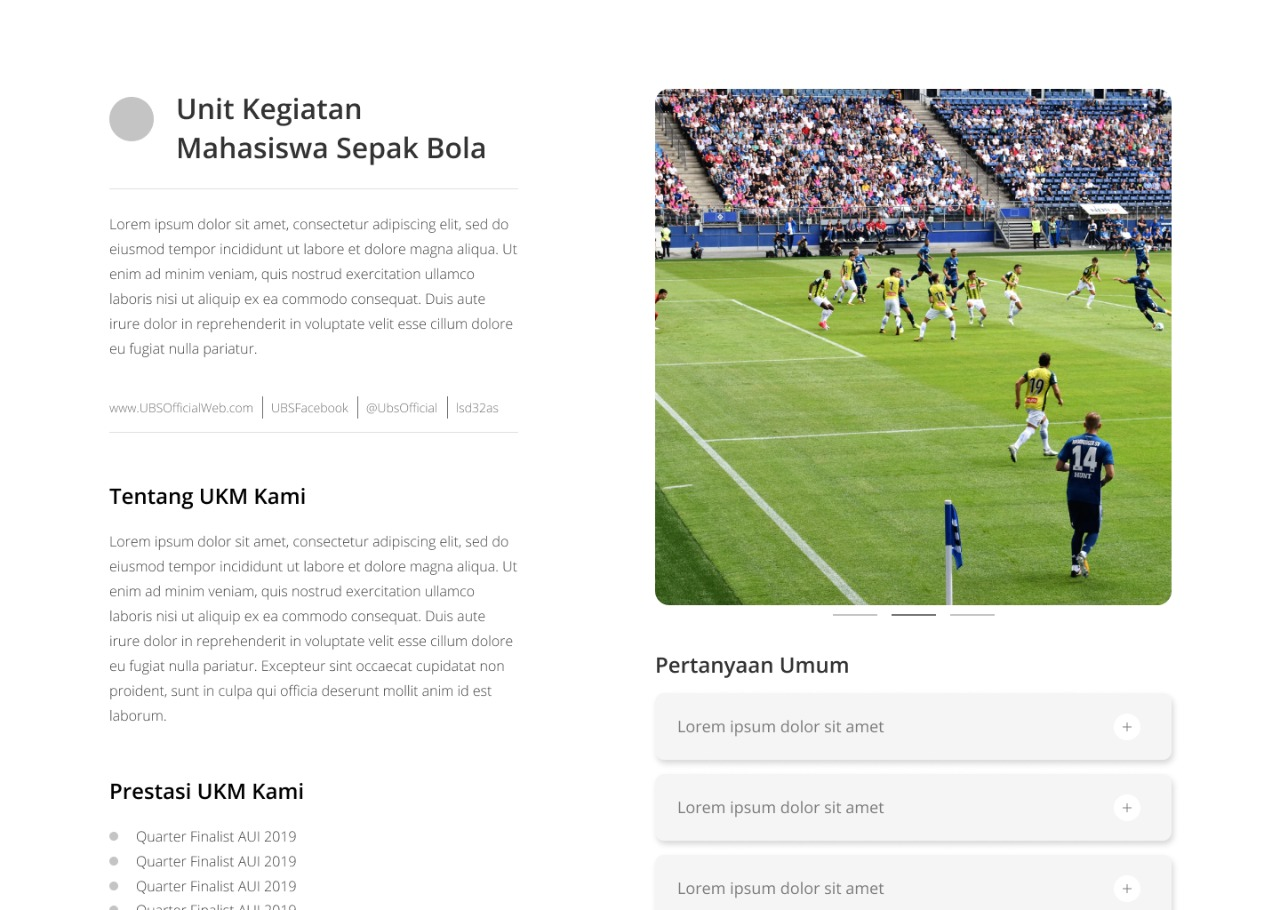 Unit Kegiatan
Mahasiswa Sepak Bola
Lorem ipsum dolor sit amet, consectetur adipiscing elit, sed do
eiusmod tempor incididunt ut labore et dolore magna aliqua. Ut
enim ad minim veniam, quis nostrud exercitation ullamco
laboris nisi ut aliquip ex ea commodo consequat. Duis aute
irure dolor in reprehenderit in voluptate velit esse cillum dolore
eu fugiat nulla pariatur.
www.UBSOfficialWeb.com
UBSFacebook
@UbsOfficial
lsd32as
Tentang UKM Kami
Lorem ipsum dolor sit amet, consectetur adipiscing elit, sed do
eiusmod tempor incididunt ut labore et dolore magna aliqua. Ut
enim ad minim veniam, quis nostrud exercitation ullamco
laboris nisi ut aliquip ex ea commodo consequat. Duis aute
irure dolor in reprehenderit in voluptate velit esse cillum dolore
eu fugiat nulla pariatur. Excepteur sint occaecat cupidatat non
proident, sunt in culpa qui officia deserunt mollit anim id est
laborum.
Prestasi UKM Kami
Quarter Finalist AUI 2019
Quarter Finalist AUI 2019
Quarter Finalist AUI 2019
Quarter Finalist AUI 2019
19
14
HUNT
Pertanyaan Umum
Lorem ipsum dolor sit amet
Lorem ipsum dolor sit amet
Lorem ipsum dolor sit amet